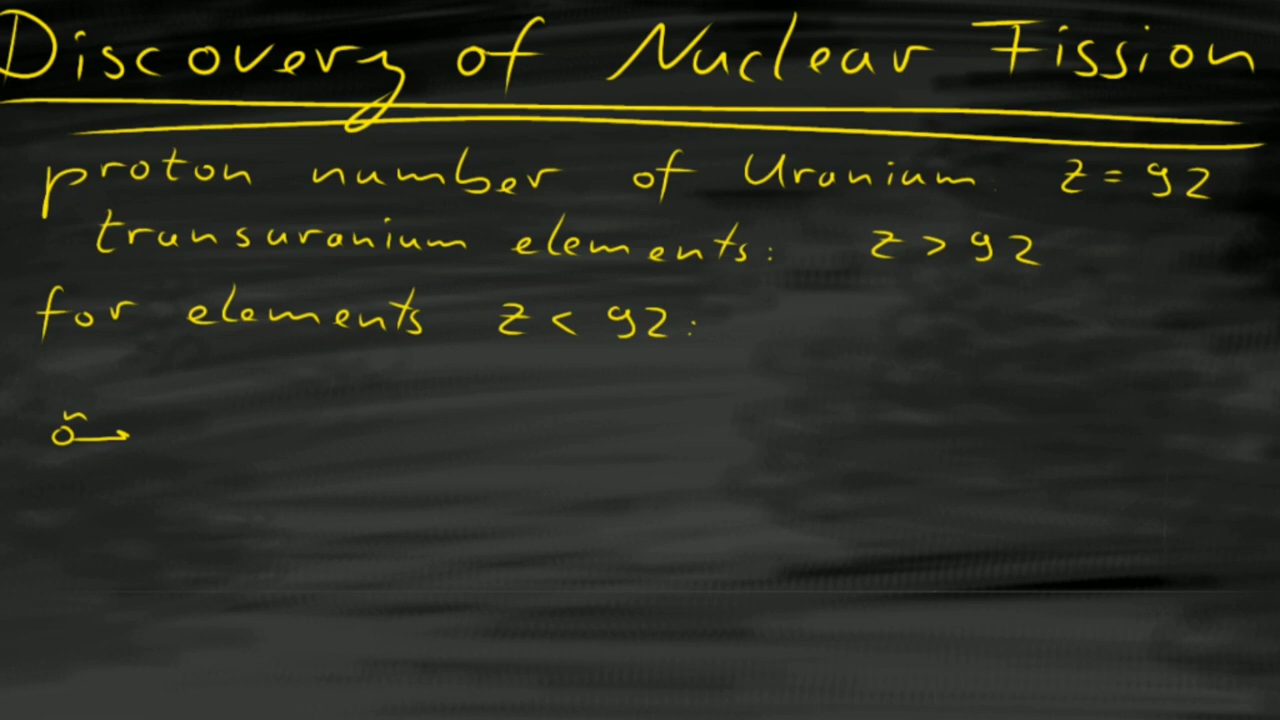 Discovery of Nuclear Fission
proton number of Uranium z = 92
transuranium elements: z > 92
for elements z < 92:
n